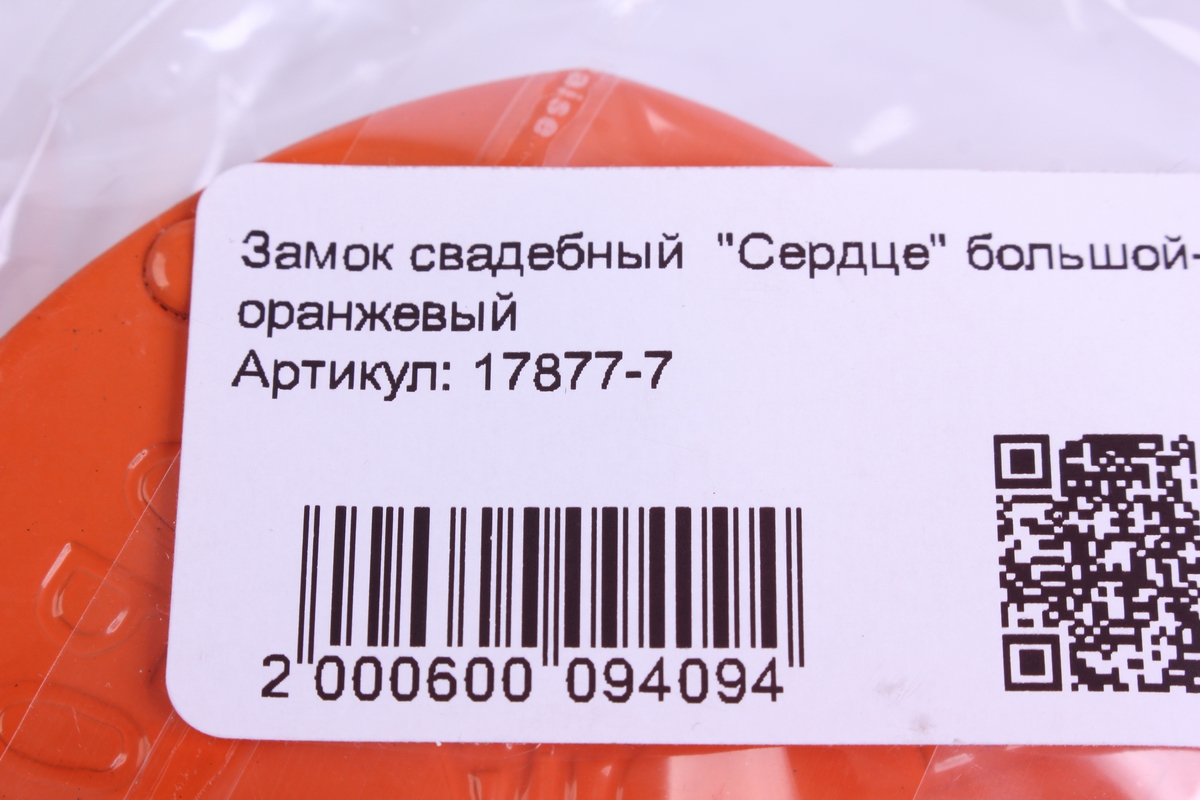 Замок свадебный "Сердце" большой-
оранжевый
Артикул: 17877-7
2 000600 094094